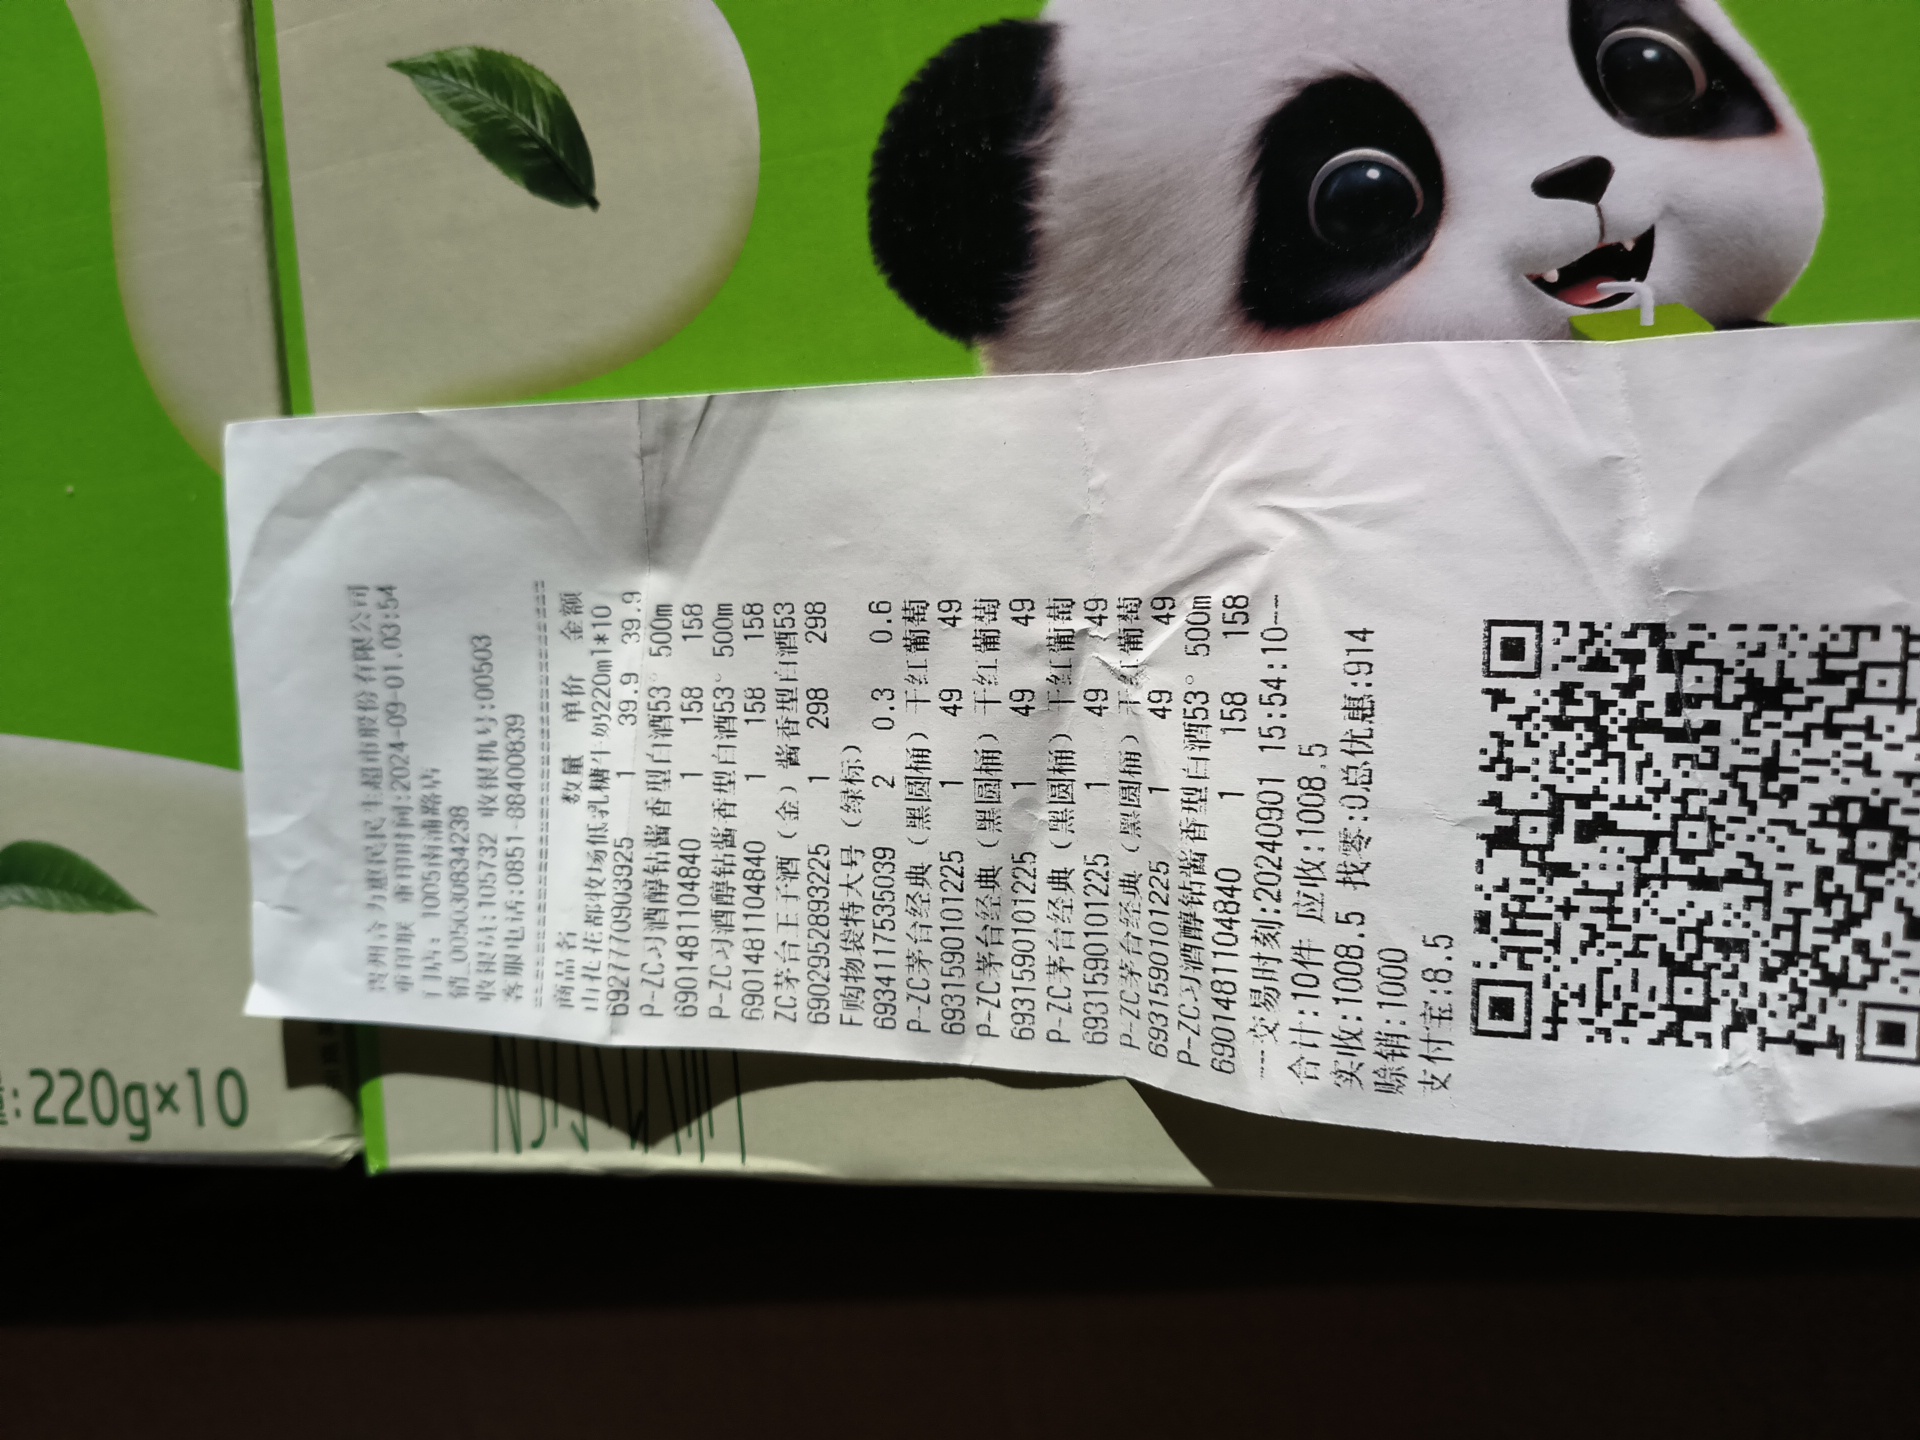 贵州合力惠民民生超市股份有限公司
重印印联 重印时间:2024-09-01.03:54
门店: 1005南浦路店
销_005030834238
收银员:105732 收银机号:00503
客服电话:0851-88400839
商品名 数量 单价 金额
山花花都牧场低乳糖牛奶220ml*10
6927770903925 1 39.9 39.9
P-ZC习酒醇钻酱香型白酒53° 500m
6901481104840 1 158 158
P-ZC习酒醇钻酱香型白酒53° 500m
6901481104840 1 158 158
ZC茅台王子酒（金）酱香型白酒53
6902952893225 1 298 298
F购物袋特大号（绿标）
6934117535039 2 0.3 0.6
P-ZC茅台经典（黑圆桶）干红葡萄
6931590101225 1 49 49
P-ZC茅台经典（黑圆桶）干红葡萄
6931590101225 1 49 49
P-ZC茅台经典（黑圆桶）干红葡萄
6931590101225 1 49 49
P-ZC茅台经典（黑圆桶）干红葡萄
6931590101225 1 49 49
P-ZC习酒醇钻酱香型白酒53° 500m
6901481104840 1 158 158
----交易时刻:20240901 15:54:10---
合计:10件 应收:1008.5
实收:1008.5 找零:0总优惠:914
赊销:1000
支付宝:8.5
:220g×10